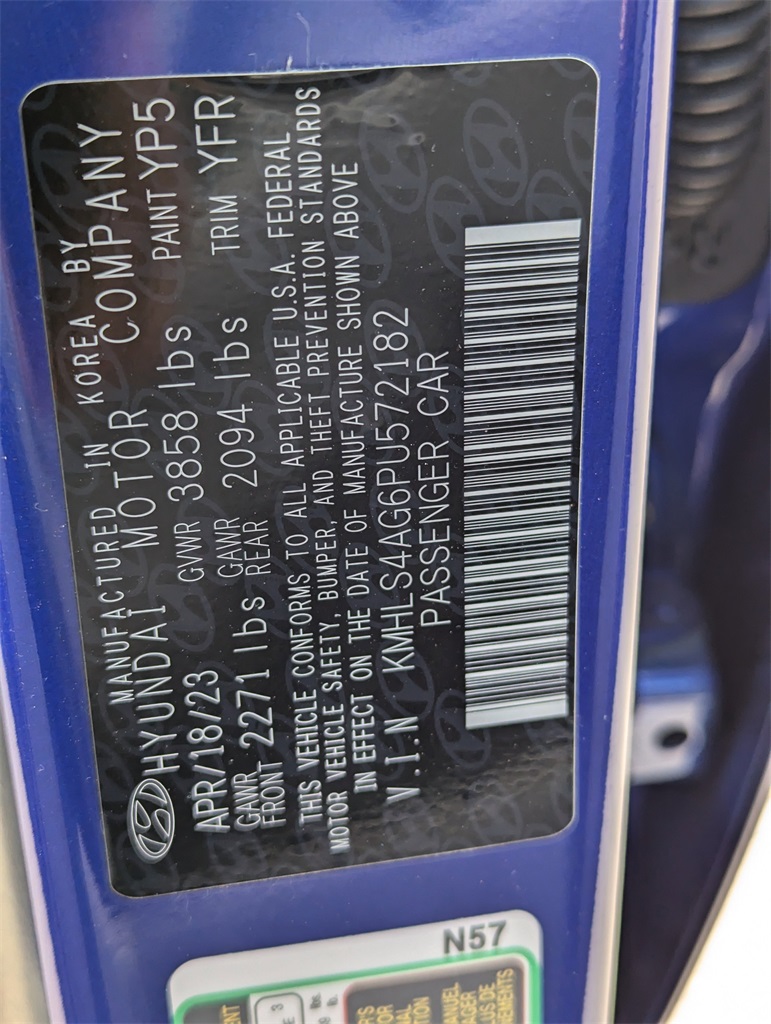 MANUFACTURED IN KOREA BY
HYUNDAI MOTOR COMPANY
APR/18/23 GVWR 3858 lbs PAINT YP5
GAWR FRONT 2271 lbs GAWR REAR 2094 lbs TRIM YFR
THIS VEHICLE CONFORMS TO ALL APPLICABLE U.S.A. FEDERAL
MOTOR VEHICLE SAFETY, BUMPER, AND THEFT PREVENTION STANDARDS
IN EFFECT ON THE DATE OF MANUFACTURE SHOWN ABOVE
V.I.N KMHLS4AG6PU572182
PASSENGER CAR
N57